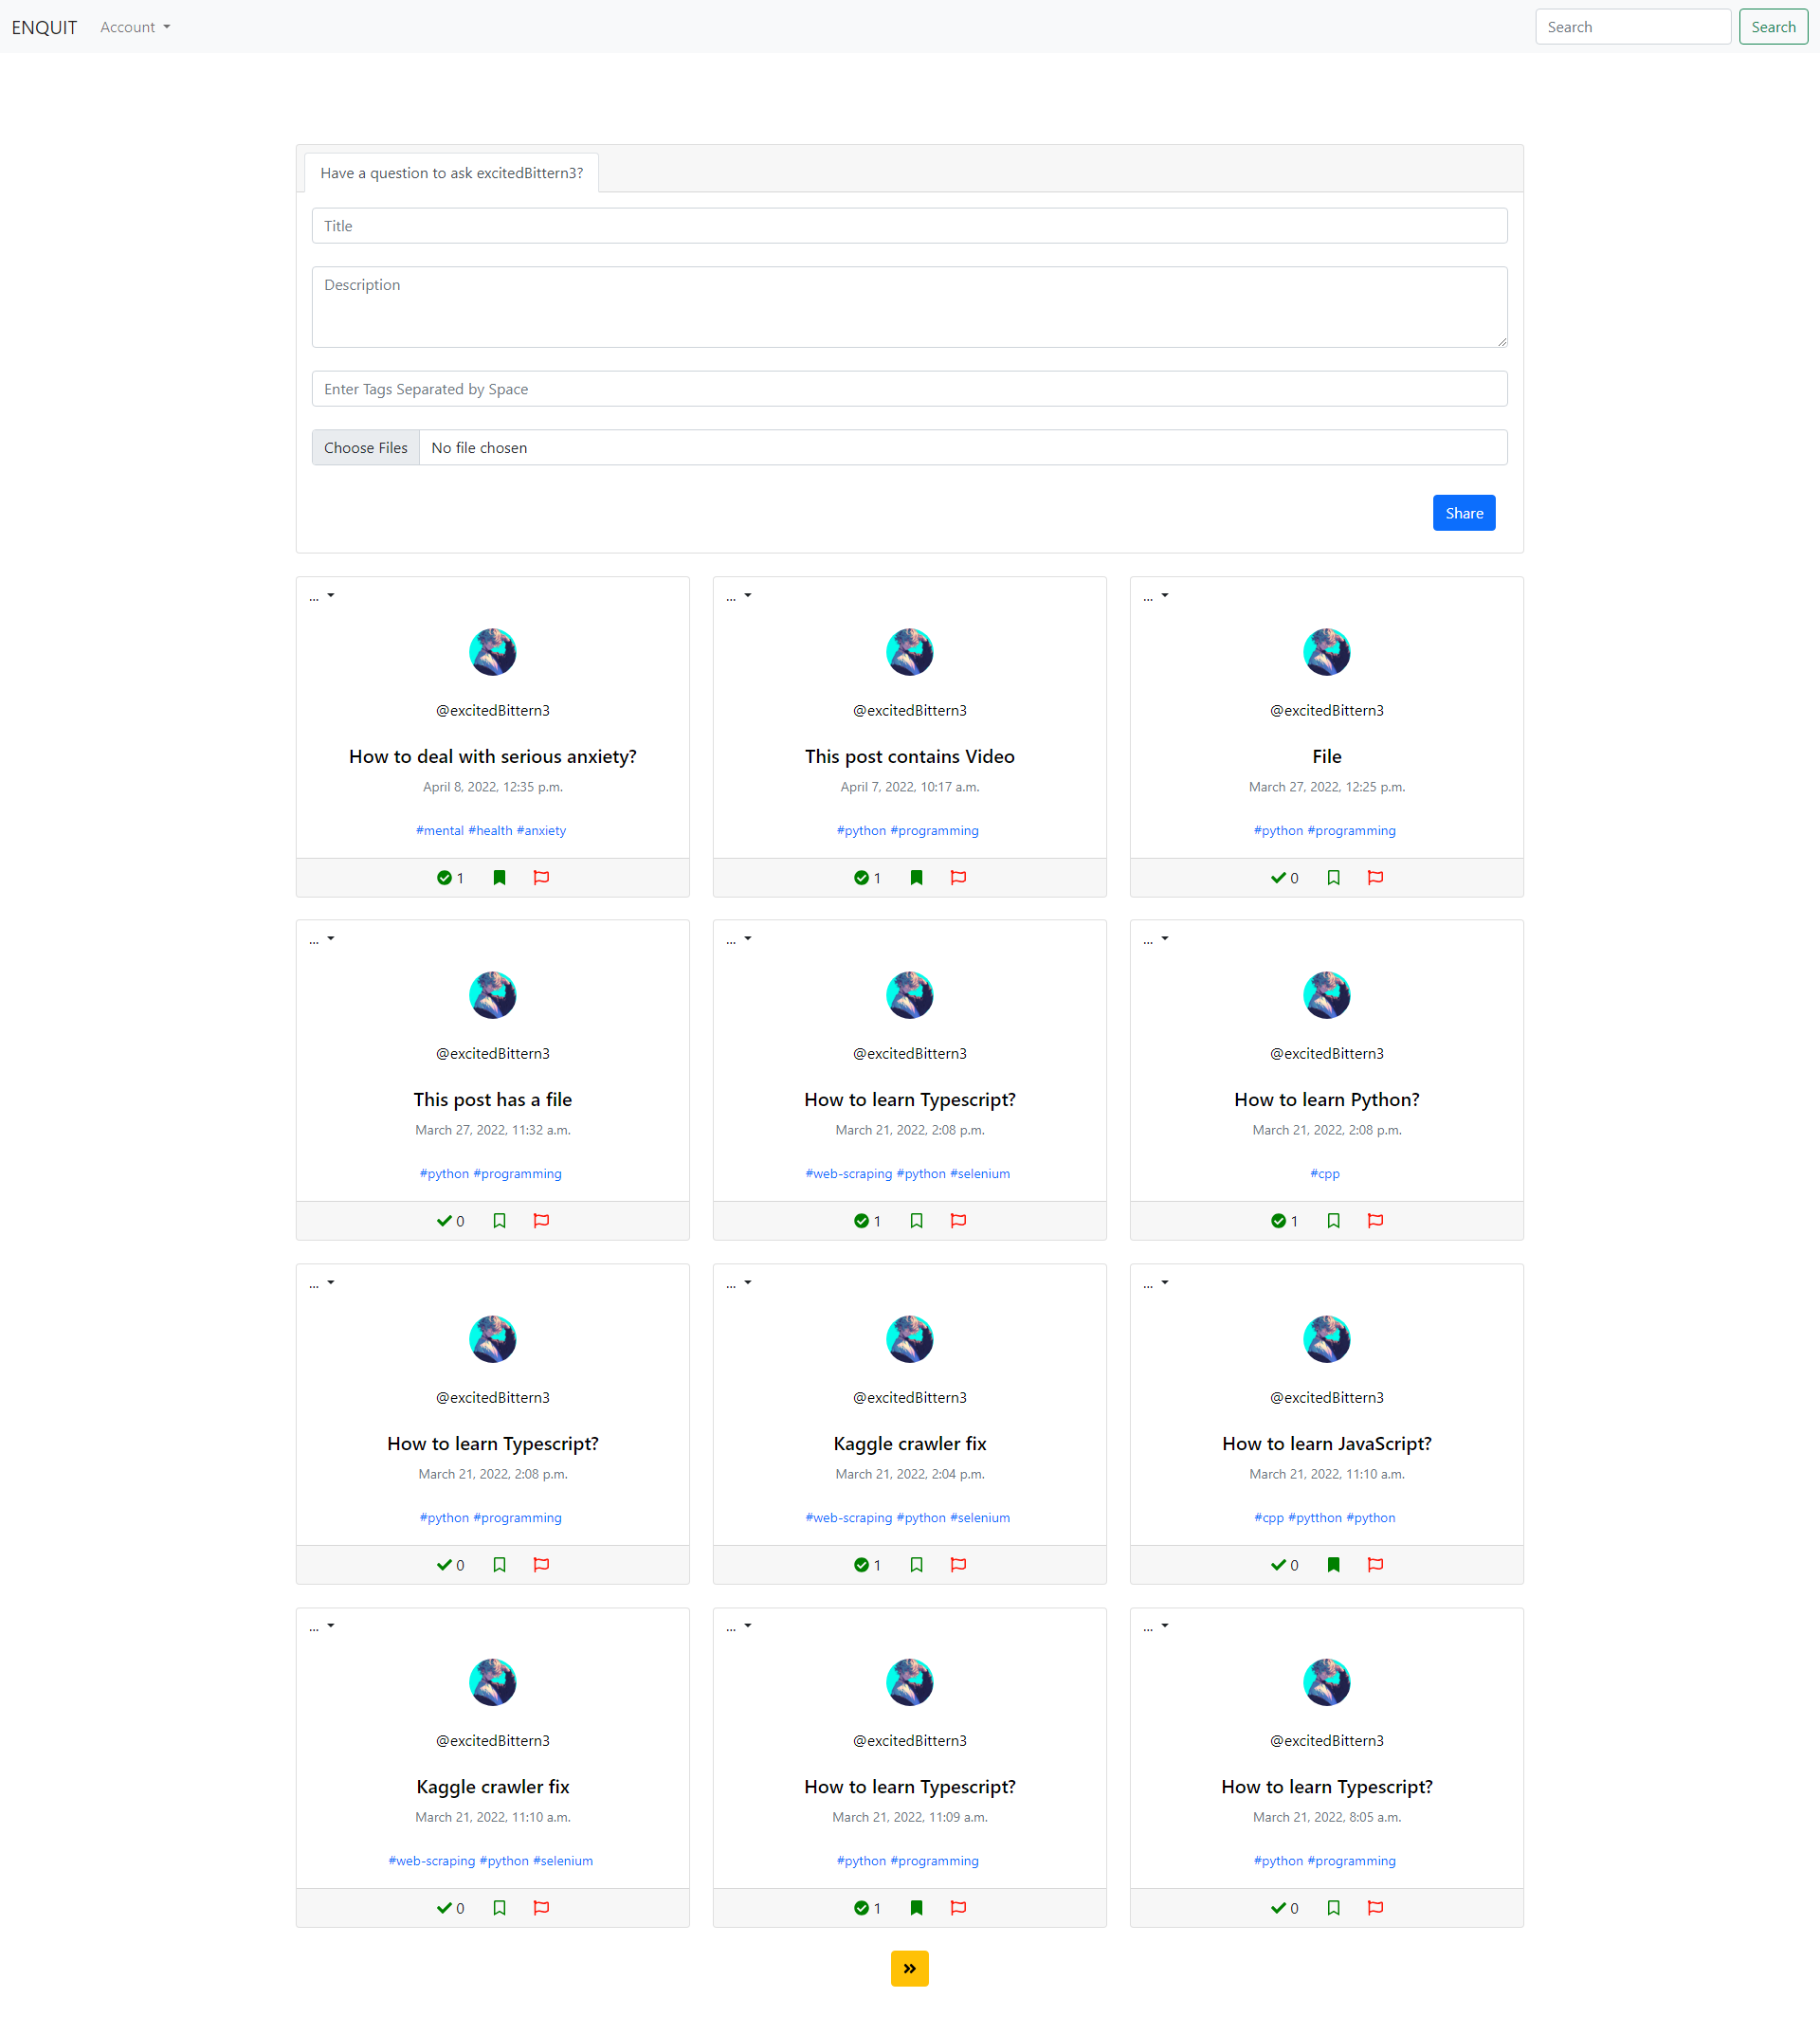 ENQUIT Account Search Search
Have a question to ask excitedBittern3?
Title
Description
Enter Tags Separated by Space
Choose Files No file chosen
Share
... ... ...
@excitedBittern3 @excitedBittern3 @excitedBittern3
How to deal with serious anxiety? This post contains Video File
April 8, 2022, 12:35 p.m. April 7, 2022, 10:17 a.m. March 27, 2022, 12:25 p.m.
#mental #health #anxiety #python #programming #python #programming
1 1 0
... ... ...
@excitedBittern3 @excitedBittern3 @excitedBittern3
This post has a file How to learn Typescript? How to learn Python?
March 27, 2022, 11:32 a.m. March 21, 2022, 2:08 p.m. March 21, 2022, 2:08 p.m.
#python #programming #web-scraping #python #selenium #cpp
0 1 1
... ... ...
@excitedBittern3 @excitedBittern3 @excitedBittern3
How to learn Typescript? Kaggle crawler fix How to learn JavaScript?
March 21, 2022, 2:08 p.m. March 21, 2022, 2:04 p.m. March 21, 2022, 11:10 a.m.
#python #programming #web-scraping #python #selenium #cpp #pytthon #python
0 1 0
... ... ...
@excitedBittern3 @excitedBittern3 @excitedBittern3
Kaggle crawler fix How to learn Typescript? How to learn Typescript?
March 21, 2022, 11:10 a.m. March 21, 2022, 11:09 a.m. March 21, 2022, 8:05 a.m.
#web-scraping #python #selenium #python #programming #python #programming
0 1 0
»